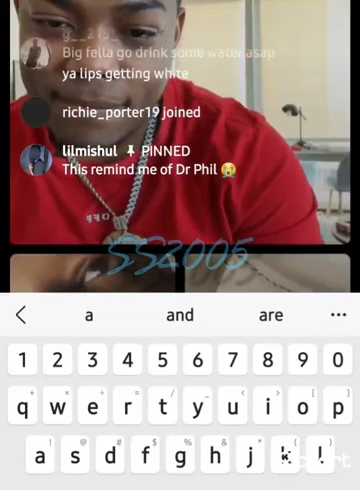 Big fella go drink some water asap
ya lips getting white
richie_porter19 joined
lilmishul PINNED
This remind me of Dr Phil 😭
SS2005
a and are
1 2 3 4 5 6 7 8 9 0
q w e r t y u i o p
a s d f g h j k l